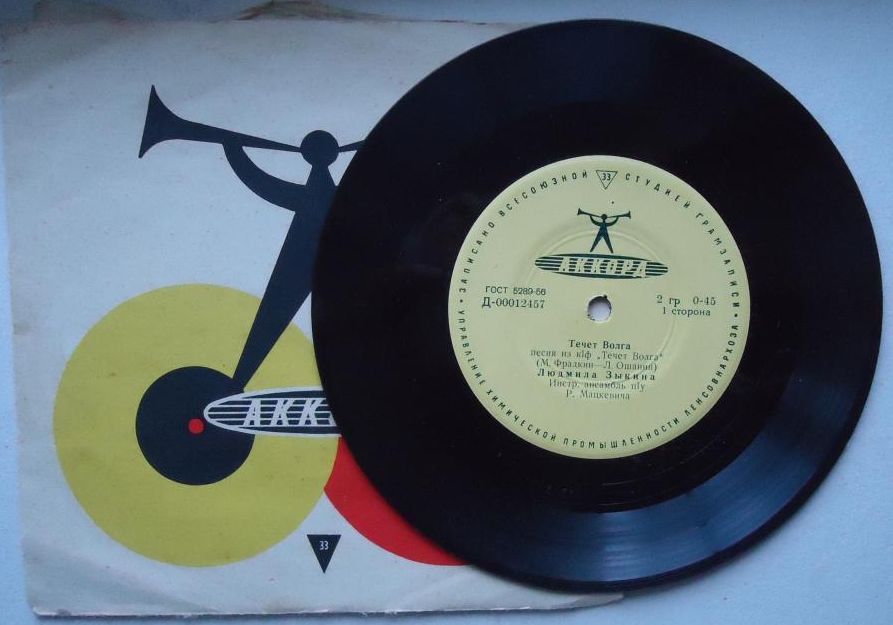 АКК
33
ЗАПИСАНО ВСЕСОЮЗНОЙ 33 СТУДИЕЙ ГРАМЗАПИСИ
УПРАВЛЕНИЕ ХИМИЧЕСКОЙ ПРОМЫШЛЕННОСТИ ЛЕНСОВНАРХОЗА
АККОРД
ГОСТ 5289-56
Д-00012457
2 гр 0-45
1 сторона
Течет Волга
песня из к|ф „Течет Волга“
(М. Фрадкин—Л. Ошанин)
Людмила Зыкина
Инстр. ансамбль п|у
Р. Мацкевича